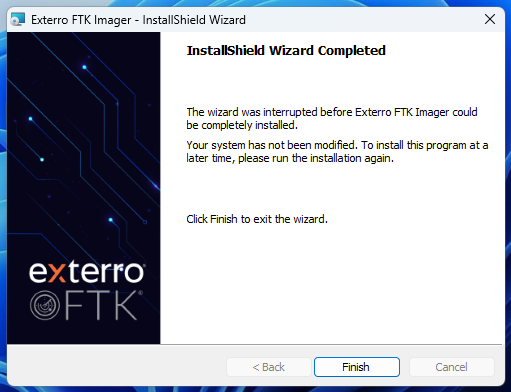 Exterro FTK Imager - InstallShield Wizard
InstallShield Wizard Completed
The wizard was interrupted before Exterro FTK Imager could
be completely installed.
Your system has not been modified. To install this program at a
later time, please run the installation again.
Click Finish to exit the wizard.
exterro®
FTK®
< Back
Finish
Cancel